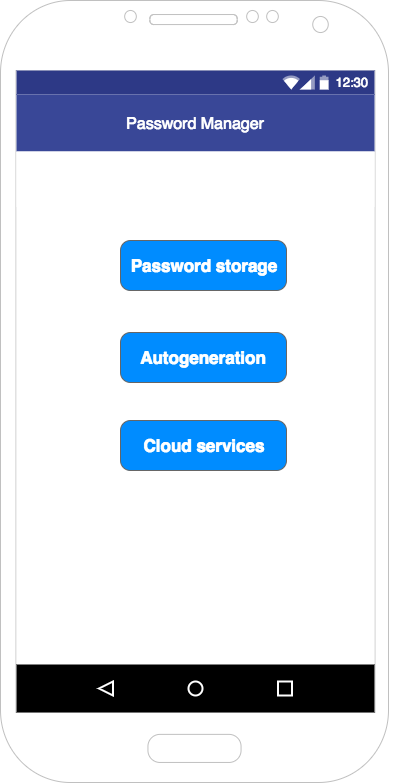 12:30
Password Manager
Password storage
Autogeneration
Cloud services